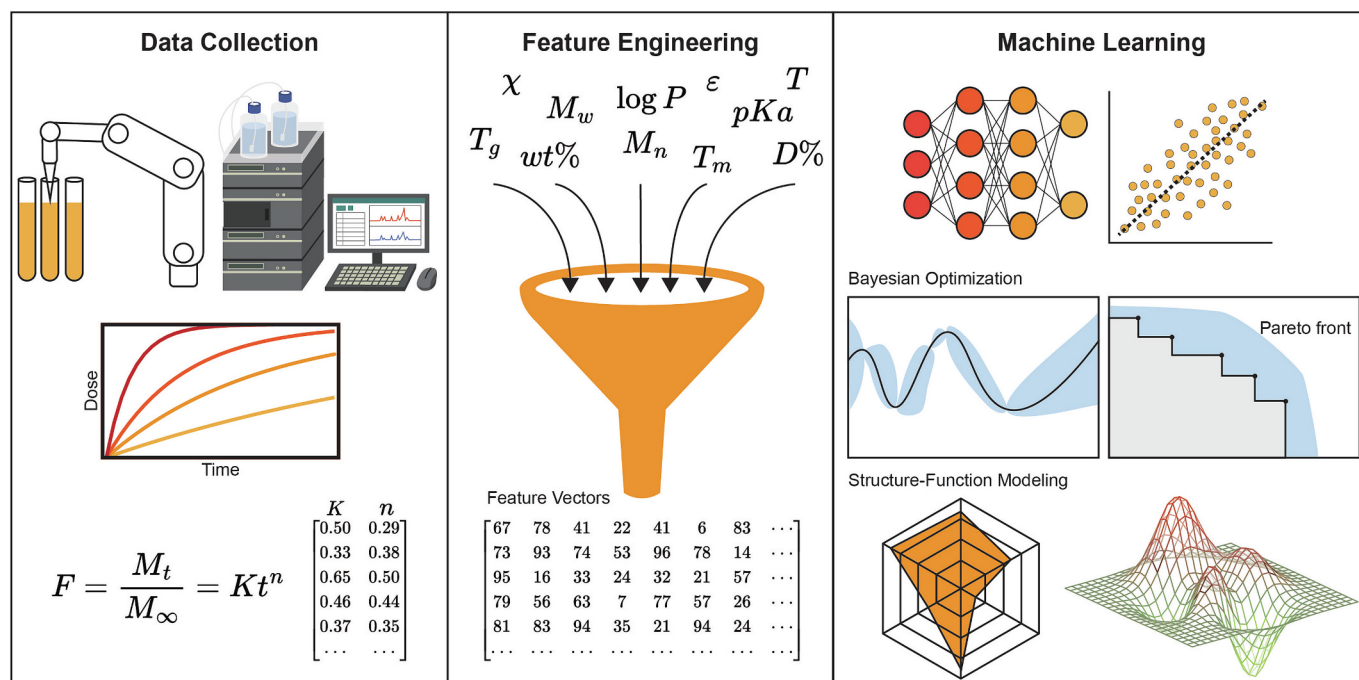 Data Collection
Dose
Time
F = M_t / M_∞ = Kt^n
K n
0.50 0.29
0.33 0.38
0.65 0.50
0.46 0.44
0.37 0.35
... ...
Feature Engineering
χ M_w log P ε pKa T
T_g wt% M_n T_m D%
Feature Vectors
67 78 41 22 41 6 83 ...
73 93 74 53 96 78 14 ...
95 16 33 24 32 21 57 ...
79 56 63 7 77 57 26 ...
81 83 94 35 21 94 24 ...
... ... ... ... ... ... ... ...
Machine Learning
Bayesian Optimization
Pareto front
Structure-Function Modeling